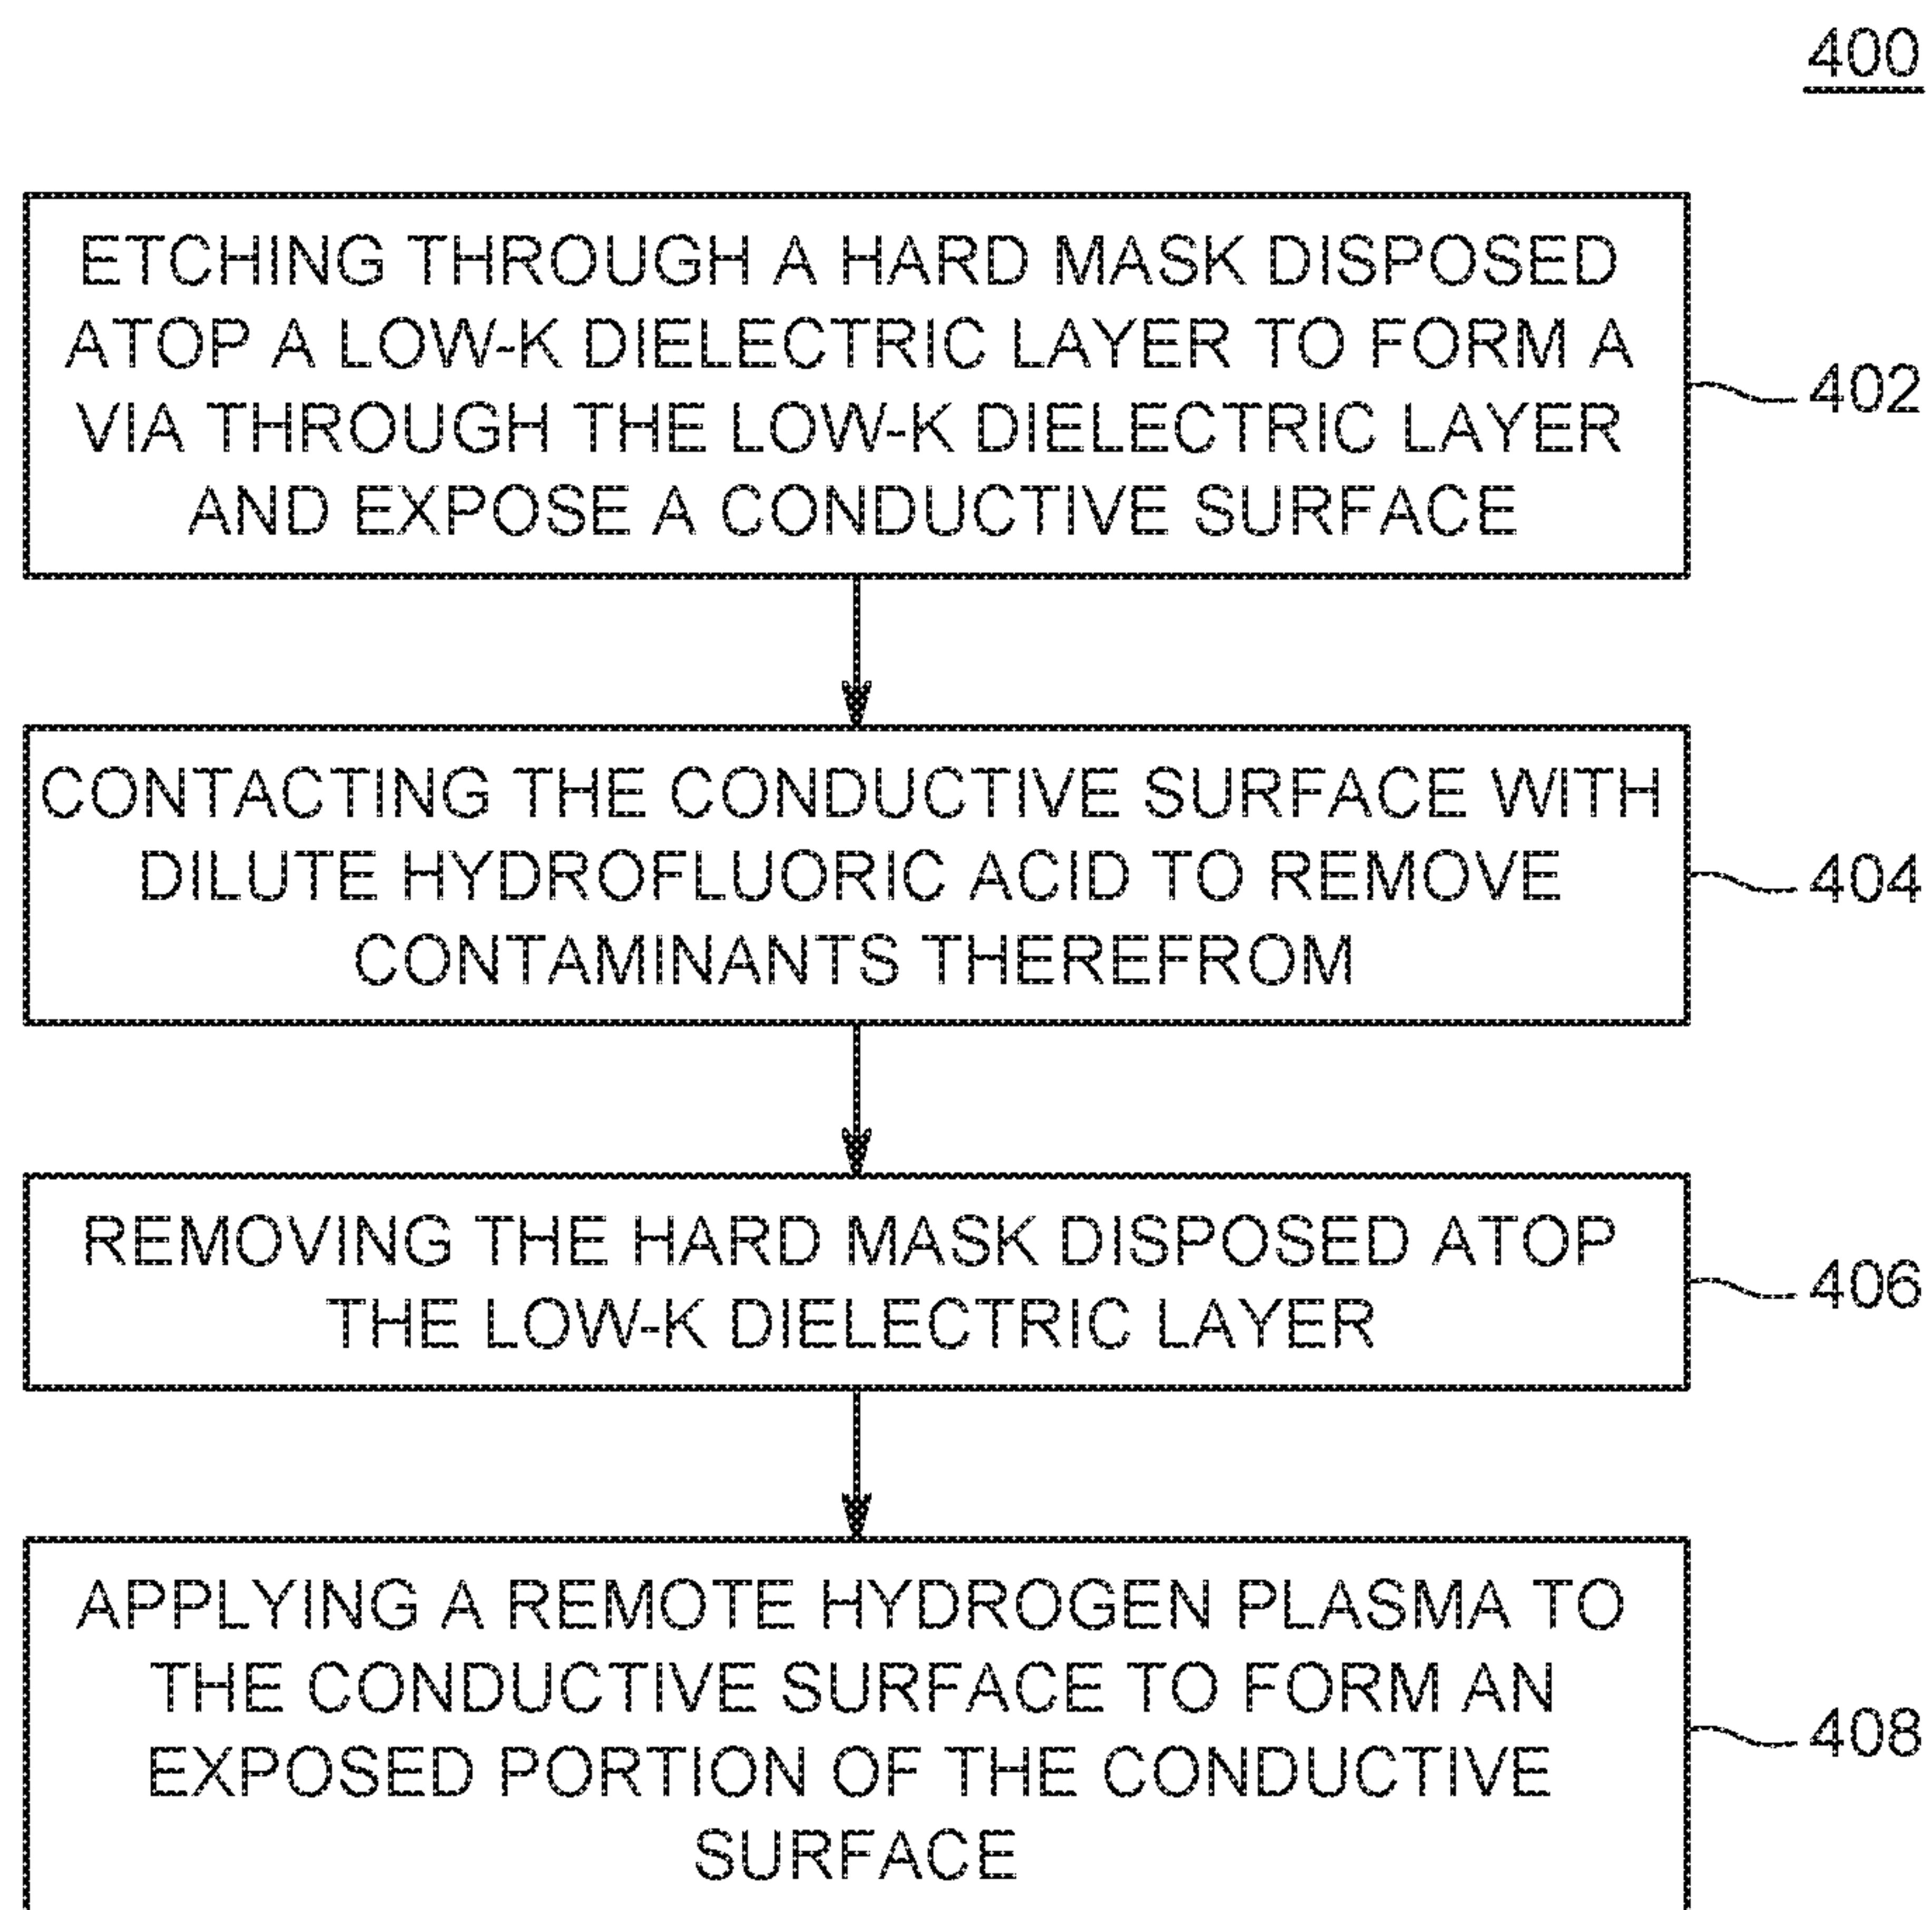 400
ETCHING THROUGH A HARD MASK DISPOSED
ATOP A LOW-K DIELECTRIC LAYER TO FORM A
VIA THROUGH THE LOW-K DIELECTRIC LAYER
AND EXPOSE A CONDUCTIVE SURFACE
402
CONTACTING THE CONDUCTIVE SURFACE WITH
DILUTE HYDROFLUORIC ACID TO REMOVE
CONTAMINANTS THEREFROM
404
REMOVING THE HARD MASK DISPOSED ATOP
THE LOW-K DIELECTRIC LAYER
406
APPLYING A REMOTE HYDROGEN PLASMA TO
THE CONDUCTIVE SURFACE TO FORM AN
EXPOSED PORTION OF THE CONDUCTIVE
SURFACE
408